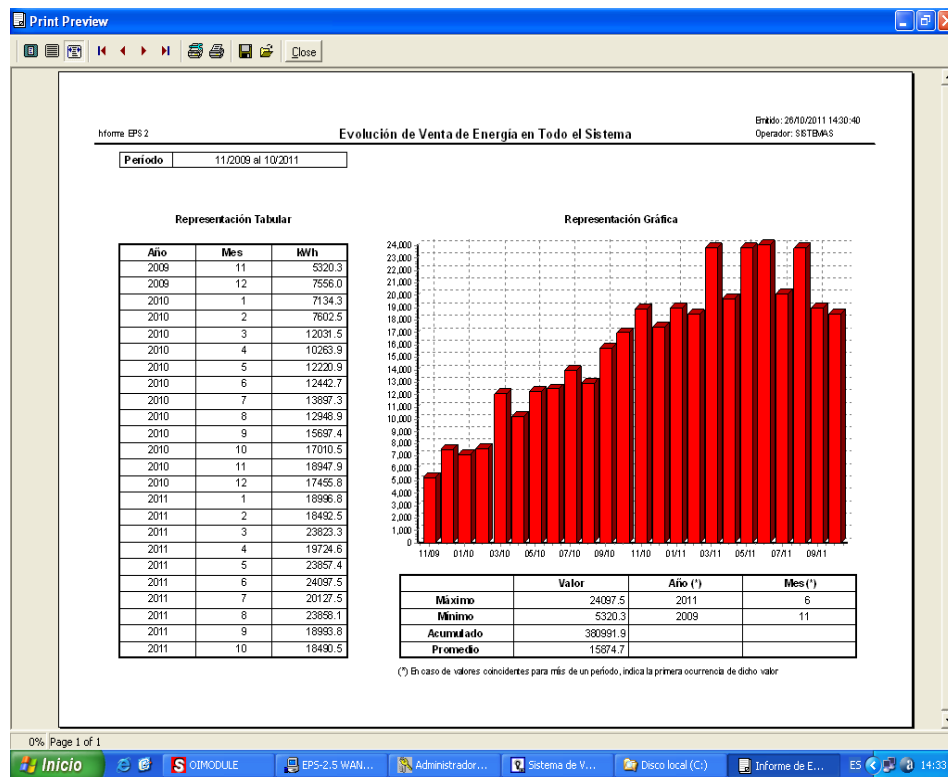 Print Preview
Close
Informe EPS 2
Evolución de Venta de Energía en Todo el Sistema
Emitido: 26/10/2011 14:30:40
Operador: SISTEMAS
Período 11/2009 al 10/2011
Representación Tabular
Año Mes kWh
2009 11 5320.3
2009 12 7556.0
2010 1 7134.3
2010 2 7602.5
2010 3 12031.5
2010 4 10263.9
2010 5 12220.9
2010 6 12442.7
2010 7 13897.3
2010 8 12948.9
2010 9 15697.4
2010 10 17010.5
2010 11 18947.9
2010 12 17455.8
2011 1 18996.8
2011 2 18492.5
2011 3 23823.3
2011 4 19724.6
2011 5 23857.4
2011 6 24097.5
2011 7 20127.5
2011 8 23858.1
2011 9 18993.8
2011 10 18490.5
Representación Gráfica
24,000
23,000
22,000
21,000
20,000
19,000
18,000
17,000
16,000
15,000
14,000
13,000
12,000
11,000
10,000
9,000
8,000
7,000
6,000
5,000
4,000
3,000
2,000
1,000
0
11/09 01/10 03/10 05/10 07/10 09/10 11/10 01/11 03/11 05/11 07/11 09/11
Valor Año (*) Mes (*)
Máximo 24097.5 2011 6
Mínimo 5320.3 2009 11
Acumulado 380991.9
Promedio 15874.7
(*) En caso de valores coincidentes para más de un período, indica la primera ocurrencia de dicho valor
0% Page 1 of 1
Inicio
OIMODULE
EPS-2.5 WAN...
Administrador...
Sistema de V...
Disco local (C:)
Informe de E...
ES
14:33